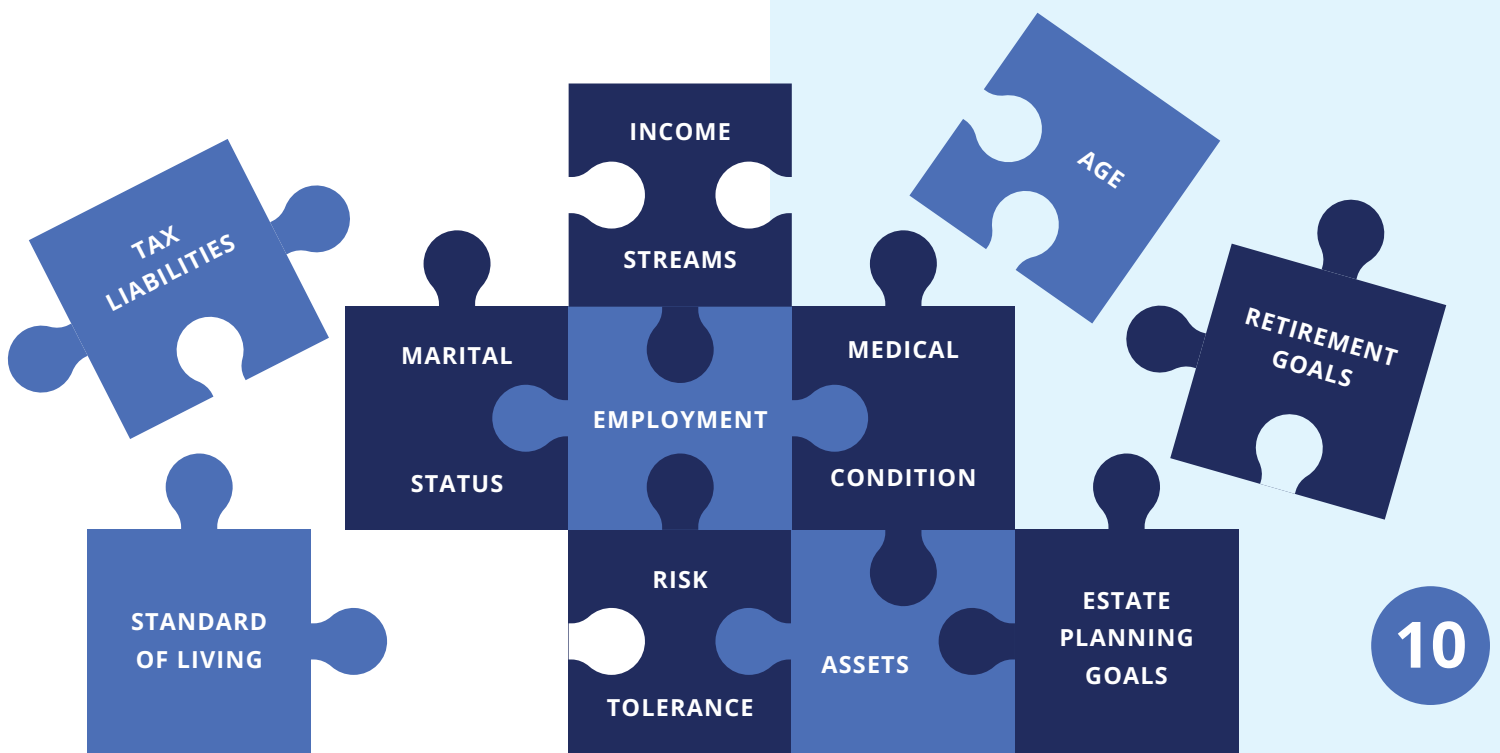 INCOME
STREAMS
AGE
TAX
LIABILITIES
RETIREMENT
GOALS
MARITAL
STATUS
EMPLOYMENT
MEDICAL
CONDITION
STANDARD
OF LIVING
RISK
TOLERANCE
ASSETS
ESTATE
PLANNING
GOALS
10